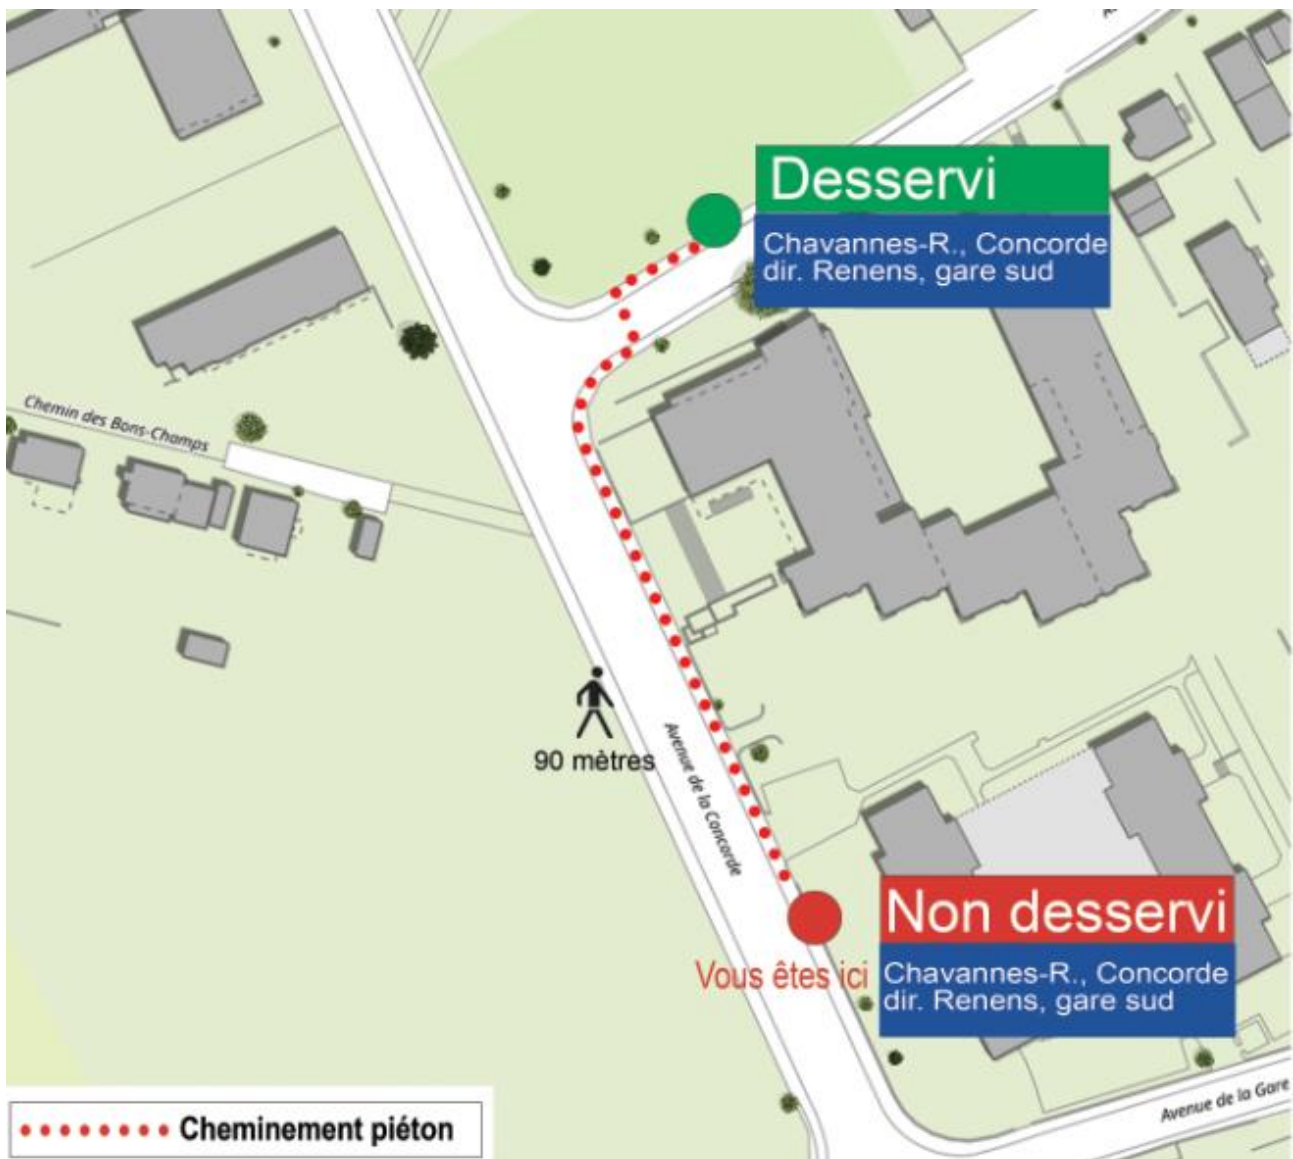 Desservi
Chavannes-R., Concorde
dir. Renens, gare sud
Chemin des Bons-Champs
90 mètres
Avenue de la Concorde
Non desservi
Vous êtes ici
Chavannes-R., Concorde
dir. Renens, gare sud
Avenue de la Gare
Cheminement piéton